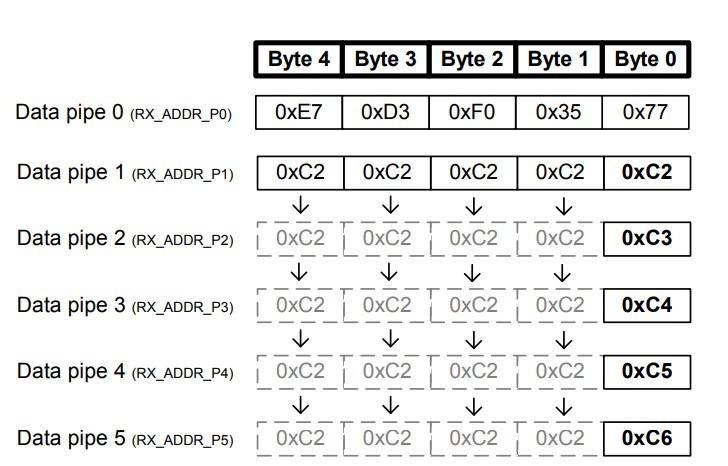 Byte 4 Byte 3 Byte 2 Byte 1 Byte 0
Data pipe 0 (RX_ADDR_P0) 0xE7 0xD3 0xF0 0x35 0x77
Data pipe 1 (RX_ADDR_P1) 0xC2 0xC2 0xC2 0xC2 0xC2
Data pipe 2 (RX_ADDR_P2) 0xC2 0xC2 0xC2 0xC2 0xC3
Data pipe 3 (RX_ADDR_P3) 0xC2 0xC2 0xC2 0xC2 0xC4
Data pipe 4 (RX_ADDR_P4) 0xC2 0xC2 0xC2 0xC2 0xC5
Data pipe 5 (RX_ADDR_P5) 0xC2 0xC2 0xC2 0xC2 0xC6